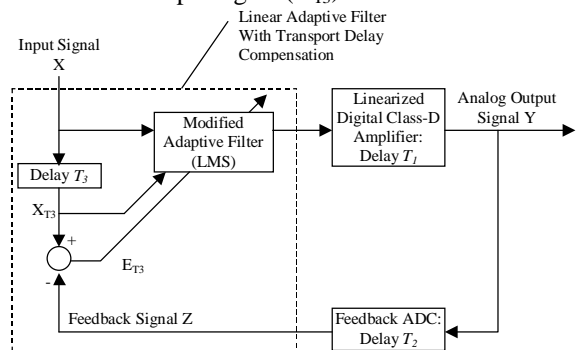 Linear Adaptive Filter
With Transport Delay
Compensation
Input Signal
X
Modified
Adaptive Filter
(LMS)
Linearized
Digital Class-D
Amplifier:
Delay T1
Analog Output
Signal Y
Delay T3
XT3
+
ET3
-
Feedback Signal Z
Feedback ADC:
Delay T2